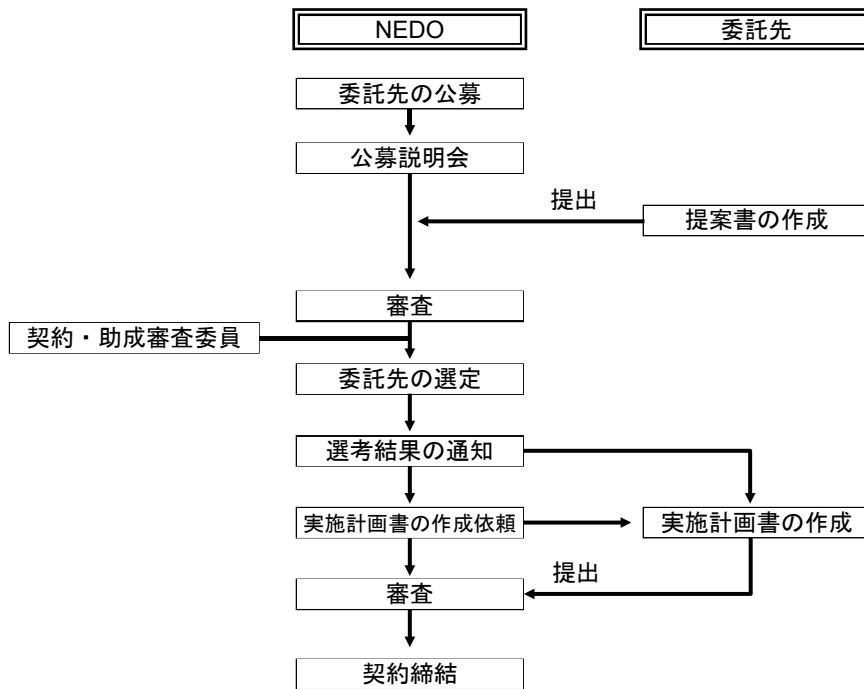 NEDO
委託先
委託先の公募
公募説明会
提出
提案書の作成
審査
契約・助成審査委員
委託先の選定
選考結果の通知
実施計画書の作成依頼
実施計画書の作成
提出
審査
契約締結